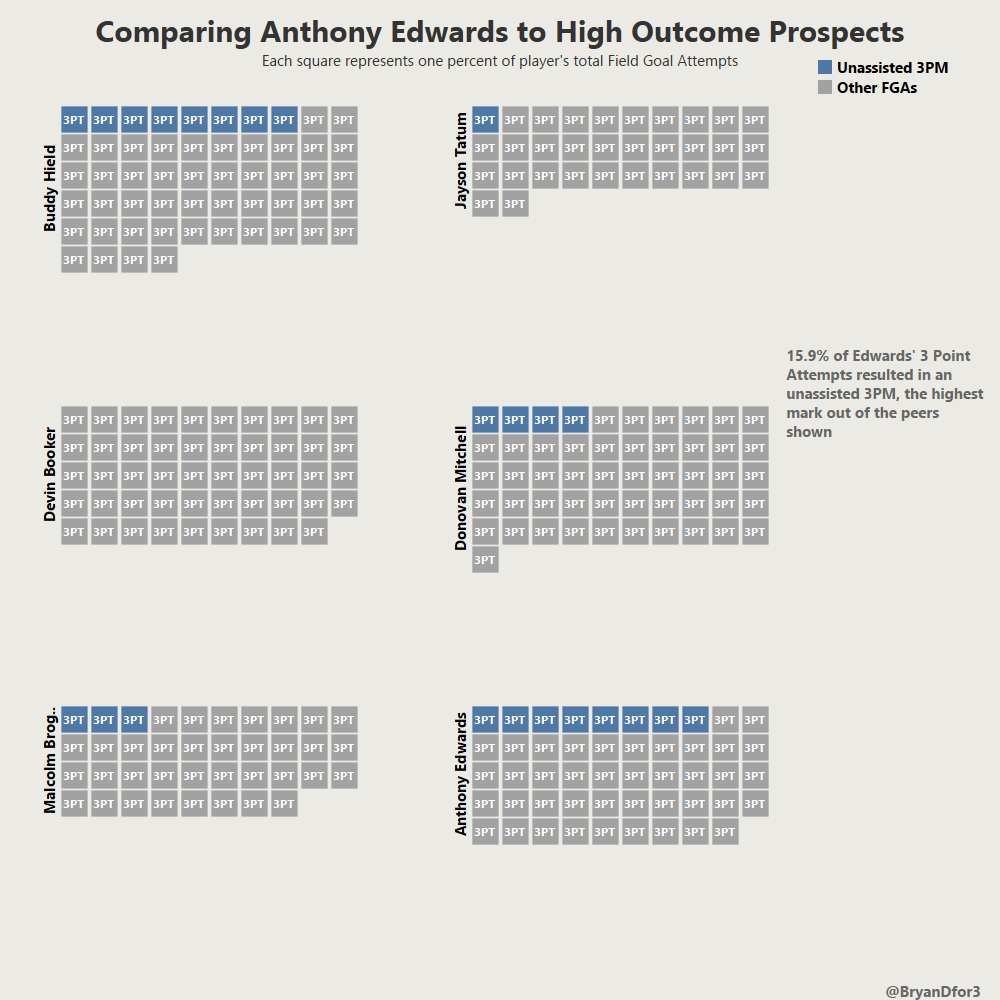 Comparing Anthony Edwards to High Outcome Prospects
Each square represents one percent of player's total Field Goal Attempts
Unassisted 3PM
Other FGAs
Buddy Hield
3PT 3PT 3PT 3PT 3PT 3PT 3PT 3PT 3PT 3PT
3PT 3PT 3PT 3PT 3PT 3PT 3PT 3PT 3PT 3PT
3PT 3PT 3PT 3PT 3PT 3PT 3PT 3PT 3PT 3PT
3PT 3PT 3PT 3PT 3PT 3PT 3PT 3PT 3PT 3PT
3PT 3PT 3PT 3PT 3PT 3PT 3PT 3PT 3PT 3PT
3PT 3PT 3PT 3PT
Jayson Tatum
3PT 3PT 3PT 3PT 3PT 3PT 3PT 3PT 3PT 3PT
3PT 3PT 3PT 3PT 3PT 3PT 3PT 3PT 3PT 3PT
3PT 3PT 3PT 3PT 3PT 3PT 3PT 3PT 3PT 3PT
3PT 3PT
Devin Booker
3PT 3PT 3PT 3PT 3PT 3PT 3PT 3PT 3PT 3PT
3PT 3PT 3PT 3PT 3PT 3PT 3PT 3PT 3PT 3PT
3PT 3PT 3PT 3PT 3PT 3PT 3PT 3PT 3PT 3PT
3PT 3PT 3PT 3PT 3PT 3PT 3PT 3PT 3PT 3PT
3PT 3PT 3PT 3PT 3PT 3PT 3PT 3PT 3PT
Donovan Mitchell
3PT 3PT 3PT 3PT 3PT 3PT 3PT 3PT 3PT 3PT
3PT 3PT 3PT 3PT 3PT 3PT 3PT 3PT 3PT 3PT
3PT 3PT 3PT 3PT 3PT 3PT 3PT 3PT 3PT 3PT
3PT 3PT 3PT 3PT 3PT 3PT 3PT 3PT 3PT 3PT
3PT 3PT 3PT 3PT 3PT 3PT 3PT 3PT 3PT 3PT
3PT
15.9% of Edwards' 3 Point
Attempts resulted in an
unassisted 3PM, the highest
mark out of the peers
shown
Malcolm Brog..
3PT 3PT 3PT 3PT 3PT 3PT 3PT 3PT 3PT 3PT
3PT 3PT 3PT 3PT 3PT 3PT 3PT 3PT 3PT 3PT
3PT 3PT 3PT 3PT 3PT 3PT 3PT 3PT 3PT 3PT
3PT 3PT 3PT 3PT 3PT 3PT 3PT 3PT
Anthony Edwards
3PT 3PT 3PT 3PT 3PT 3PT 3PT 3PT 3PT 3PT
3PT 3PT 3PT 3PT 3PT 3PT 3PT 3PT 3PT 3PT
3PT 3PT 3PT 3PT 3PT 3PT 3PT 3PT 3PT 3PT
3PT 3PT 3PT 3PT 3PT 3PT 3PT 3PT 3PT 3PT
3PT 3PT 3PT 3PT 3PT 3PT 3PT 3PT 3PT
@BryanDfor3